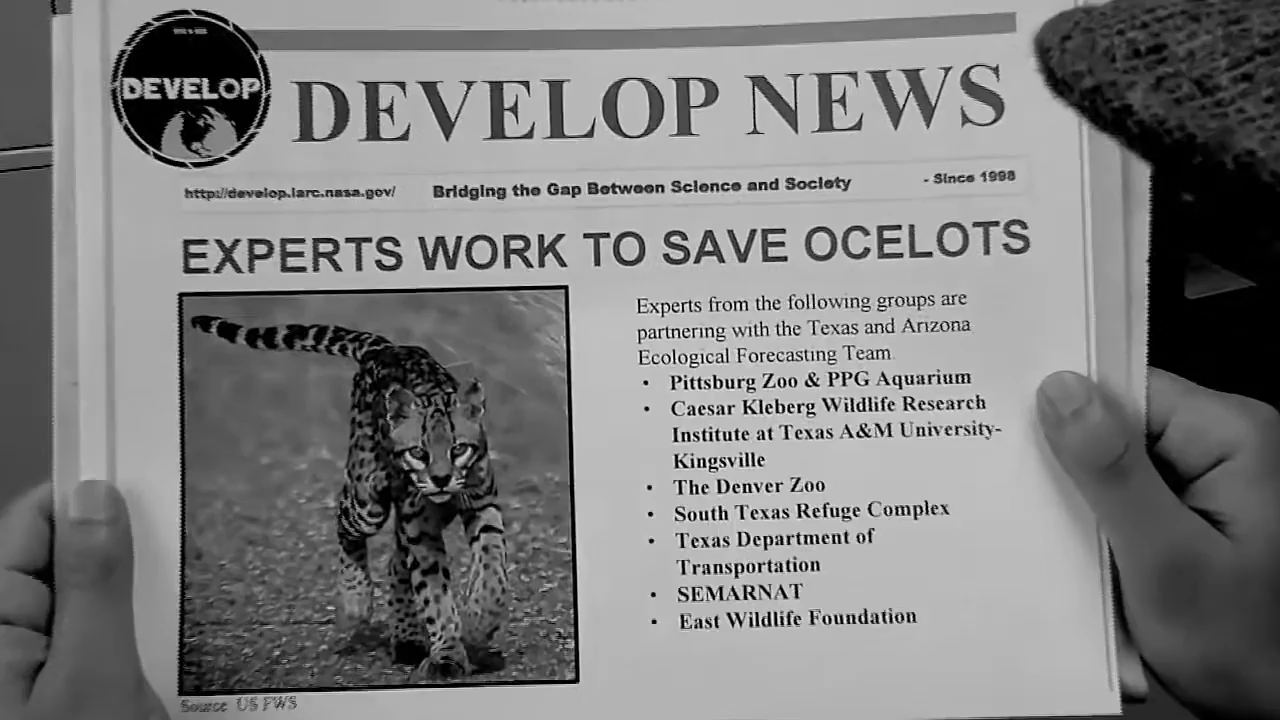 DEVELOP
DEVELOP NEWS
http://develop.larc.nasa.gov/ Bridging the Gap Between Science and Society - Since 1998
EXPERTS WORK TO SAVE OCELOTS
Experts from the following groups are
partnering with the Texas and Arizona
Ecological Forecasting Team
• Pittsburg Zoo & PPG Aquarium
• Caesar Kleberg Wildlife Research
Institute at Texas A&M University-
Kingsville
• The Denver Zoo
• South Texas Refuge Complex
• Texas Department of
Transportation
• SEMARNAT
• East Wildlife Foundation
Source US FWS